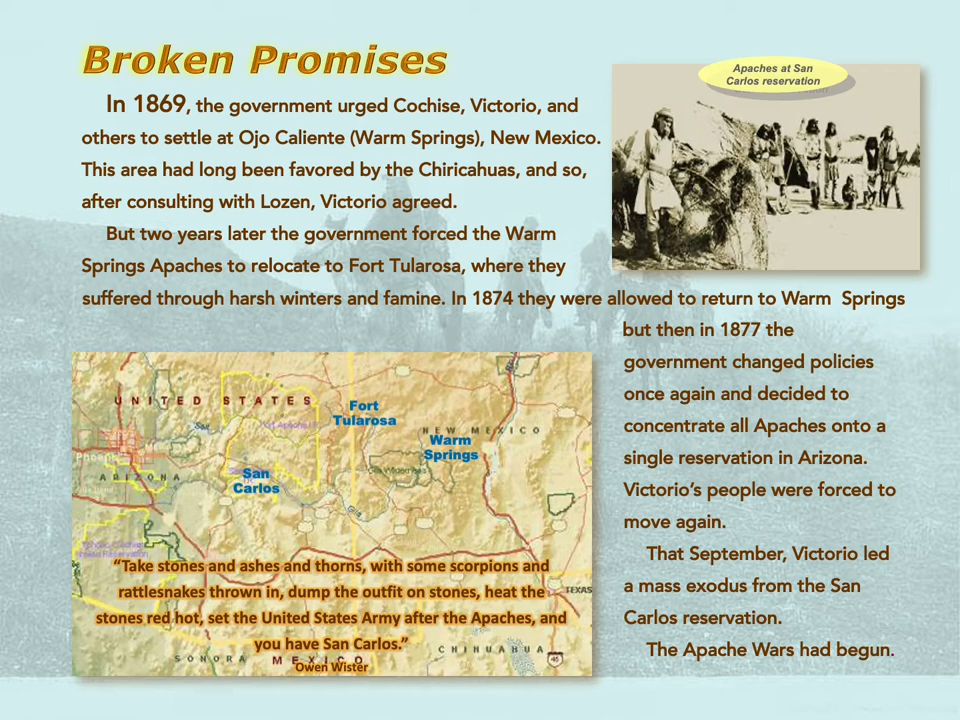 Broken Promises
Apaches at San
Carlos reservation
In 1869, the government urged Cochise, Victorio, and
others to settle at Ojo Caliente (Warm Springs), New Mexico.
This area had long been favored by the Chiricahuas, and so,
after consulting with Lozen, Victorio agreed.
But two years later the government forced the Warm
Springs Apaches to relocate to Fort Tularosa, where they
suffered through harsh winters and famine. In 1874 they were allowed to return to Warm  Springs
but then in 1877 the
government changed policies
once again and decided to
concentrate all Apaches onto a
single reservation in Arizona.
Victorio’s people were forced to
move again.
That September, Victorio led
a mass exodus from the San
Carlos reservation.
The Apache Wars had begun.
UNITED STATES
Fort
Tularosa
NEW MEXICO
Warm
Springs
Phoenix
ARIZONA
San
Carlos
Gila
“Take stones and ashes and thorns, with some scorpions and
rattlesnakes thrown in, dump the outfit on stones, heat the
stones red hot, set the United States Army after the Apaches, and
you have San Carlos.”
Owen Wister
TEXAS
SONORA
MEXICO
CHIHUAHUA
45